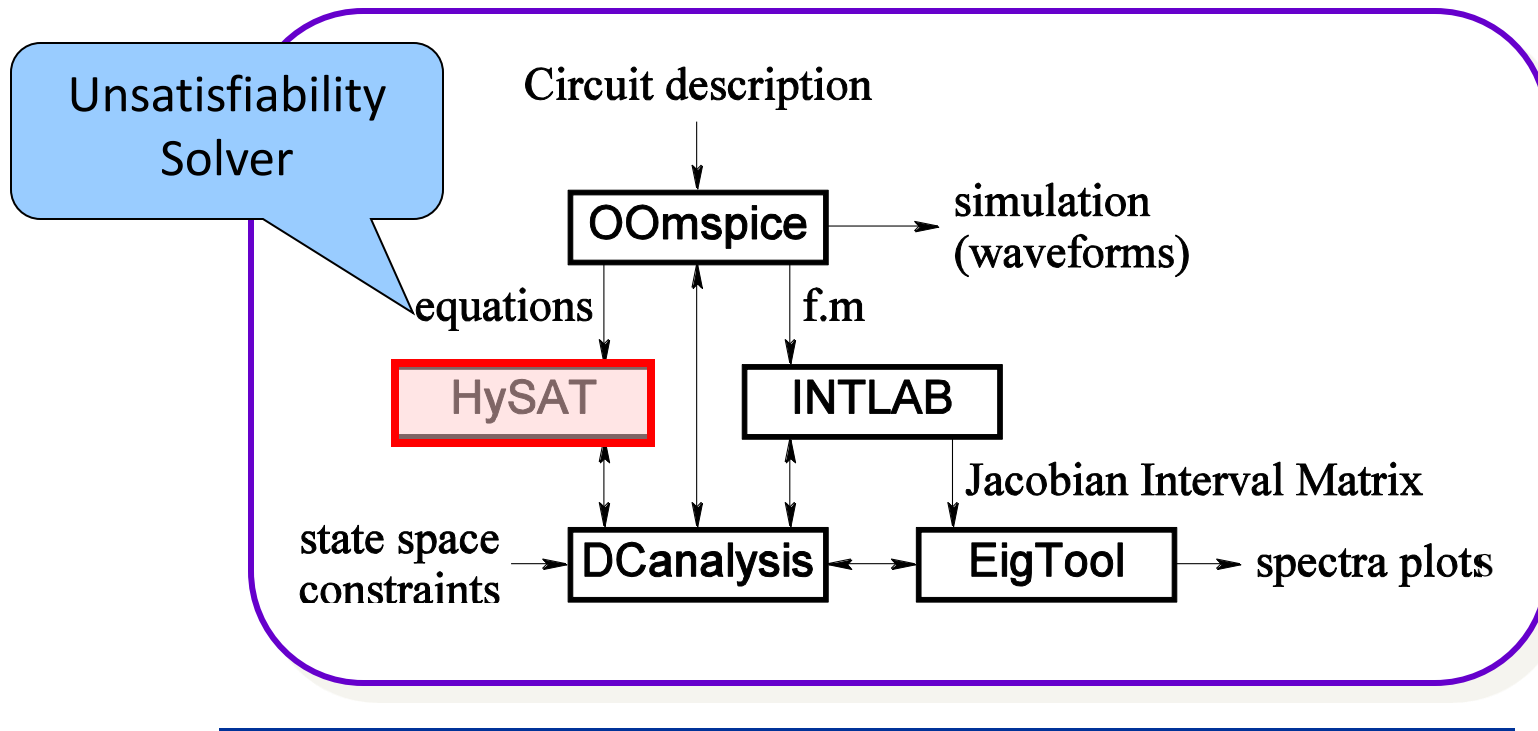 Unsatisfiability
Solver
Circuit description
OOmspice
simulation
(waveforms)
equations
f.m
HySAT
INTLAB
Jacobian Interval Matrix
state space
constraints
DCanalysis
EigTool
spectra plots